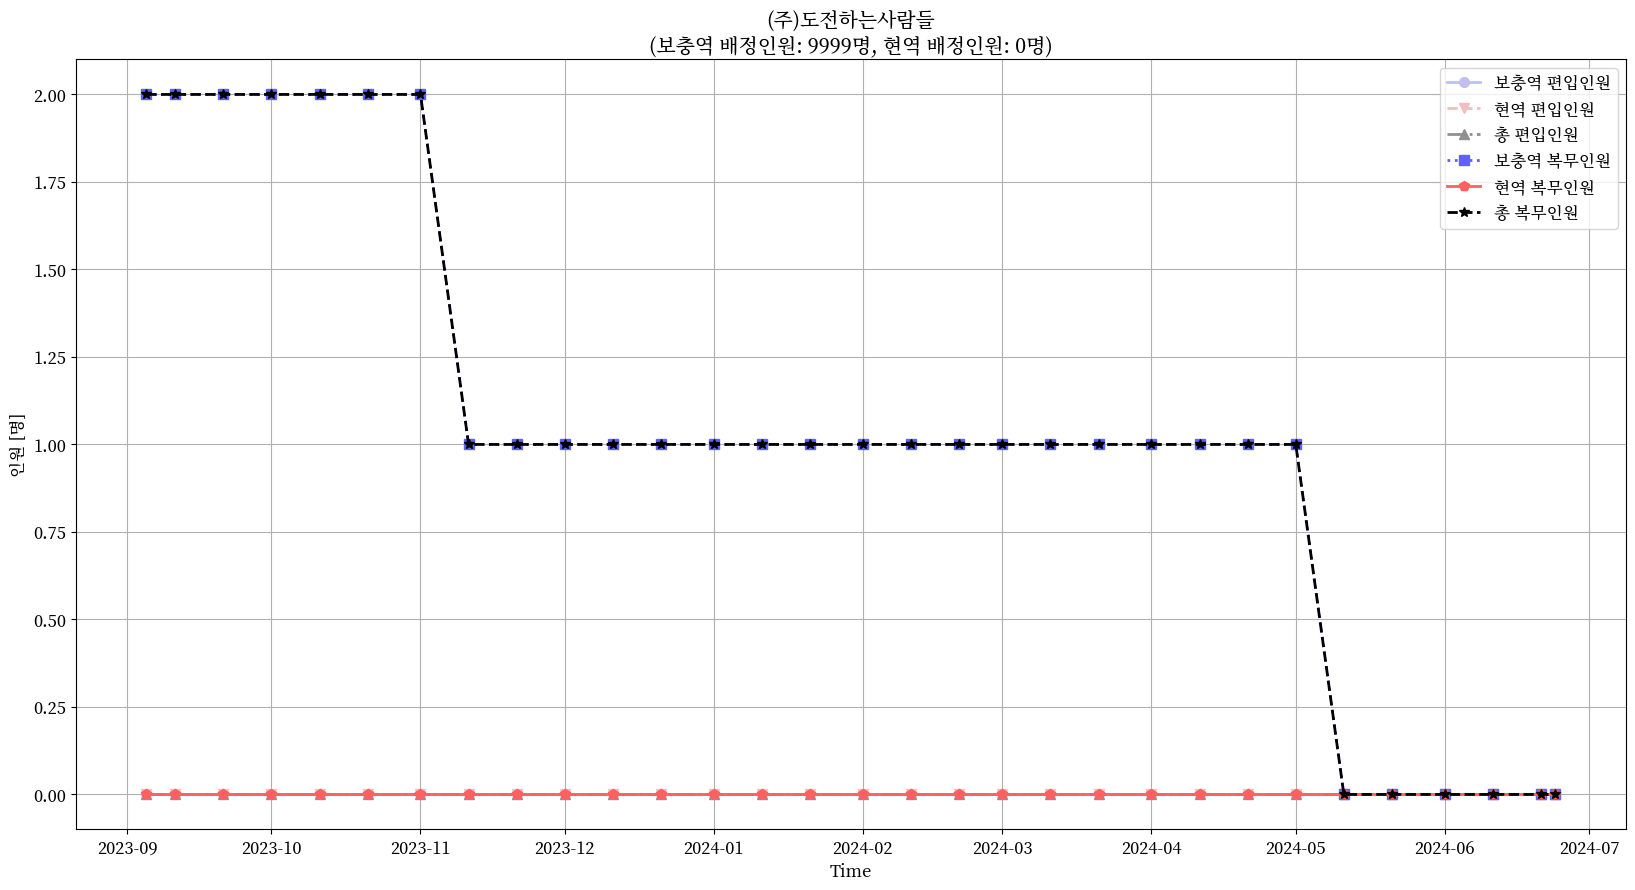 (주)도전하는사람들
(보충역 배정인원: 9999명, 현역 배정인원: 0명)
보충역 편입인원
현역 편입인원
총 편입인원
보충역 복무인원
현역 복무인원
총 복무인원
2.00
1.75
1.50
1.25
1.00
0.75
0.50
0.25
0.00
인원 [명]
2023-09 2023-10 2023-11 2023-12 2024-01 2024-02 2024-03 2024-04 2024-05 2024-06 2024-07
Time